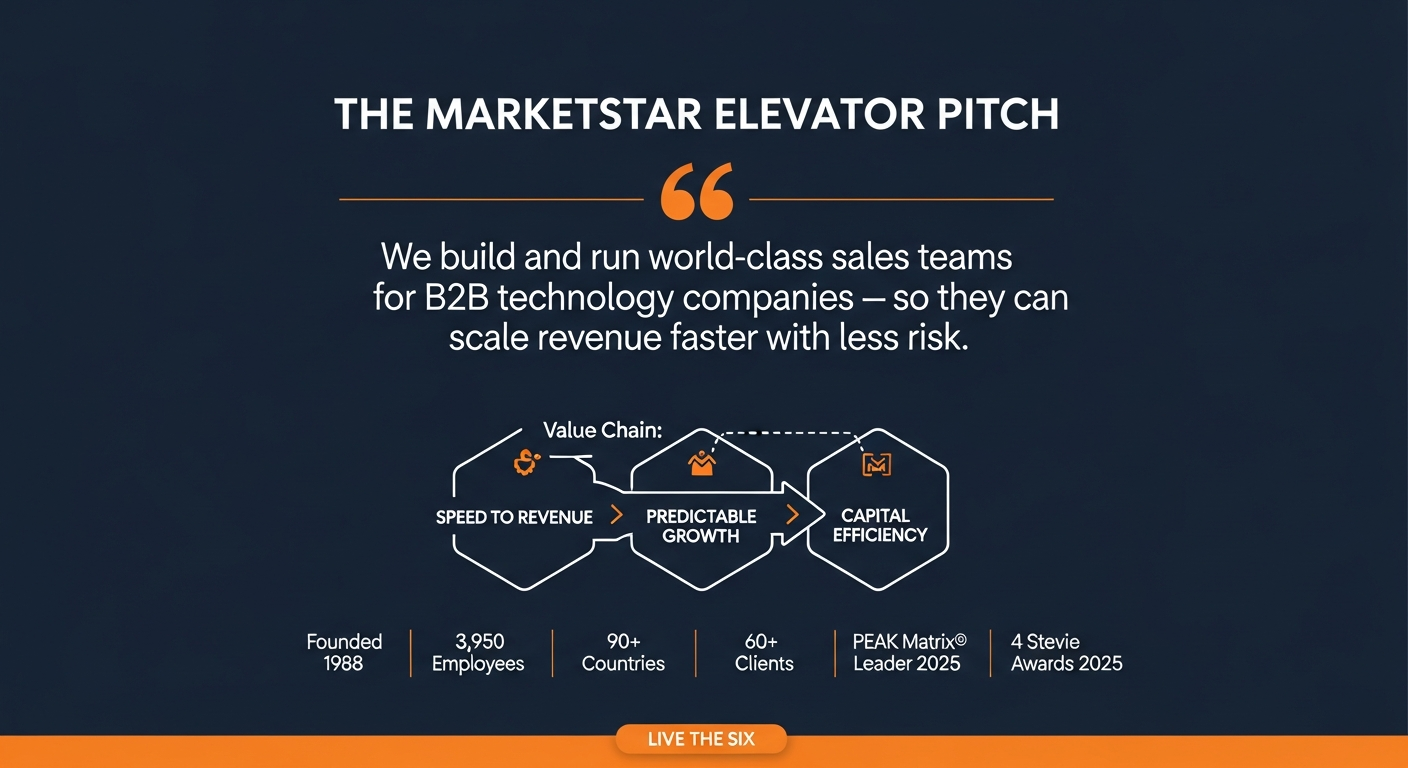 THE MARKETSTAR ELEVATOR PITCH
“
We build and run world-class sales teams
for B2B technology companies — so they can
scale revenue faster with less risk.
Value Chain:
SPEED TO REVENUE
PREDICTABLE
GROWTH
CAPITAL
EFFICIENCY
Founded
1988
3,950
Employees
90+
Countries
60+
Clients
PEAK Matrix®
Leader 2025
4 Stevie
Awards 2025
LIVE THE SIX